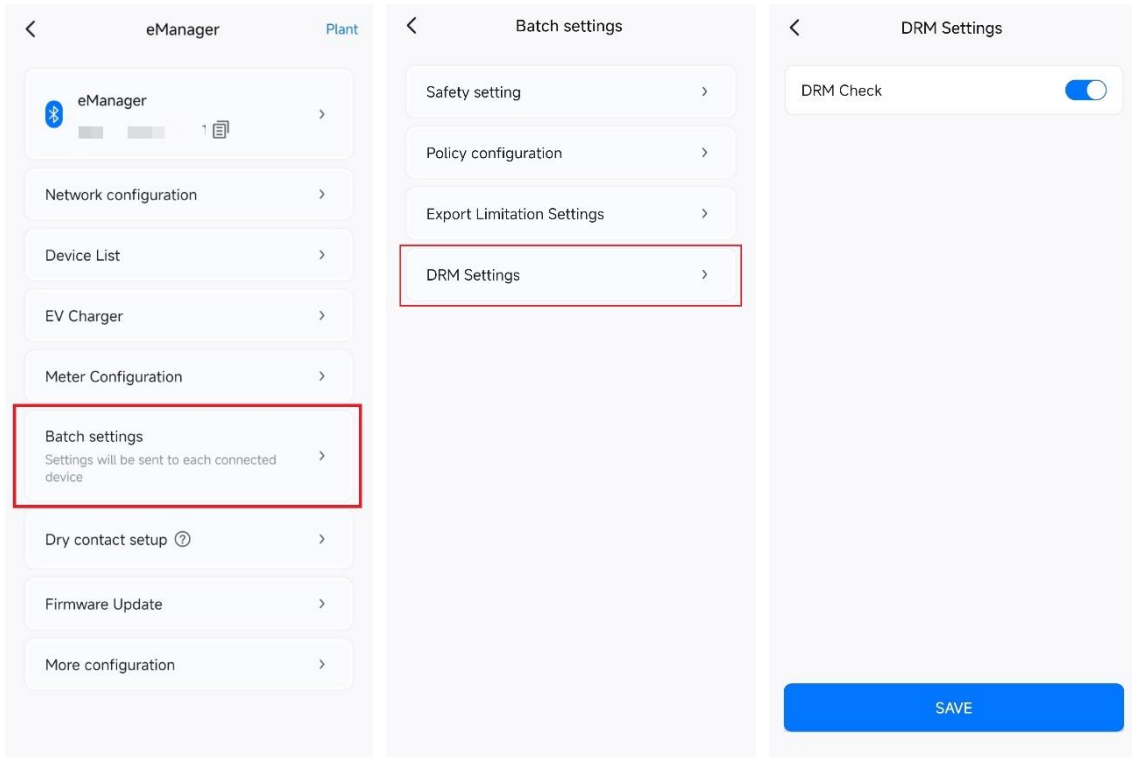 eManager
Plant
eManager
1
Network configuration
Device List
EV Charger
Meter Configuration
Batch settings
Settings will be sent to each connected
device
Dry contact setup
Firmware Update
More configuration
Batch settings
Safety setting
Policy configuration
Export Limitation Settings
DRM Settings
DRM Settings
DRM Check
SAVE